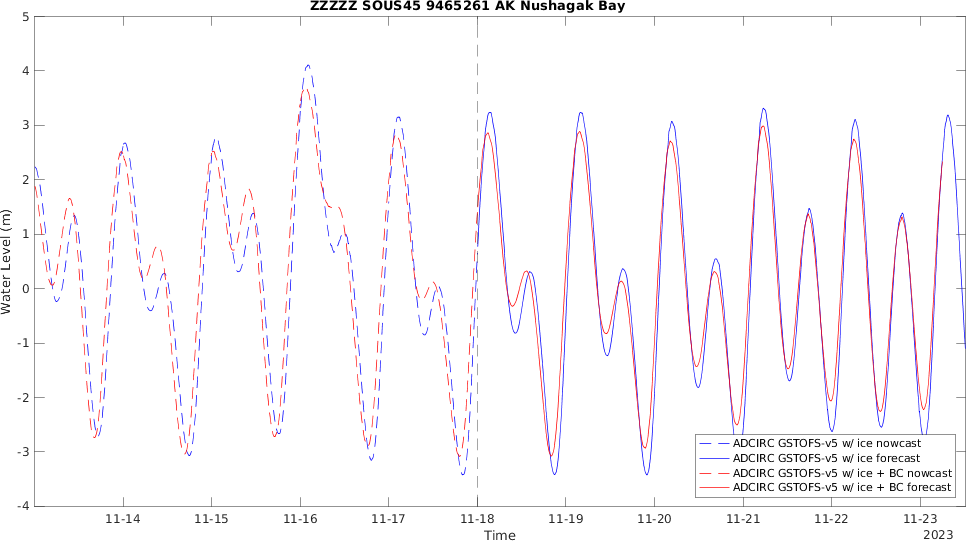 ZZZZZ SOUS45 9465261 AK Nushagak Bay
5
4
3
2
1
0
-1
-2
-3
-4
Water Level (m)
ADCIRC GSTOFS-v5 w/ ice nowcast
ADCIRC GSTOFS-v5 w/ ice forecast
ADCIRC GSTOFS-v5 w/ ice + BC nowcast
ADCIRC GSTOFS-v5 w/ ice + BC forecast
11-14 11-15 11-16 11-17 11-18 11-19 11-20 11-21 11-22 11-23
Time
2023